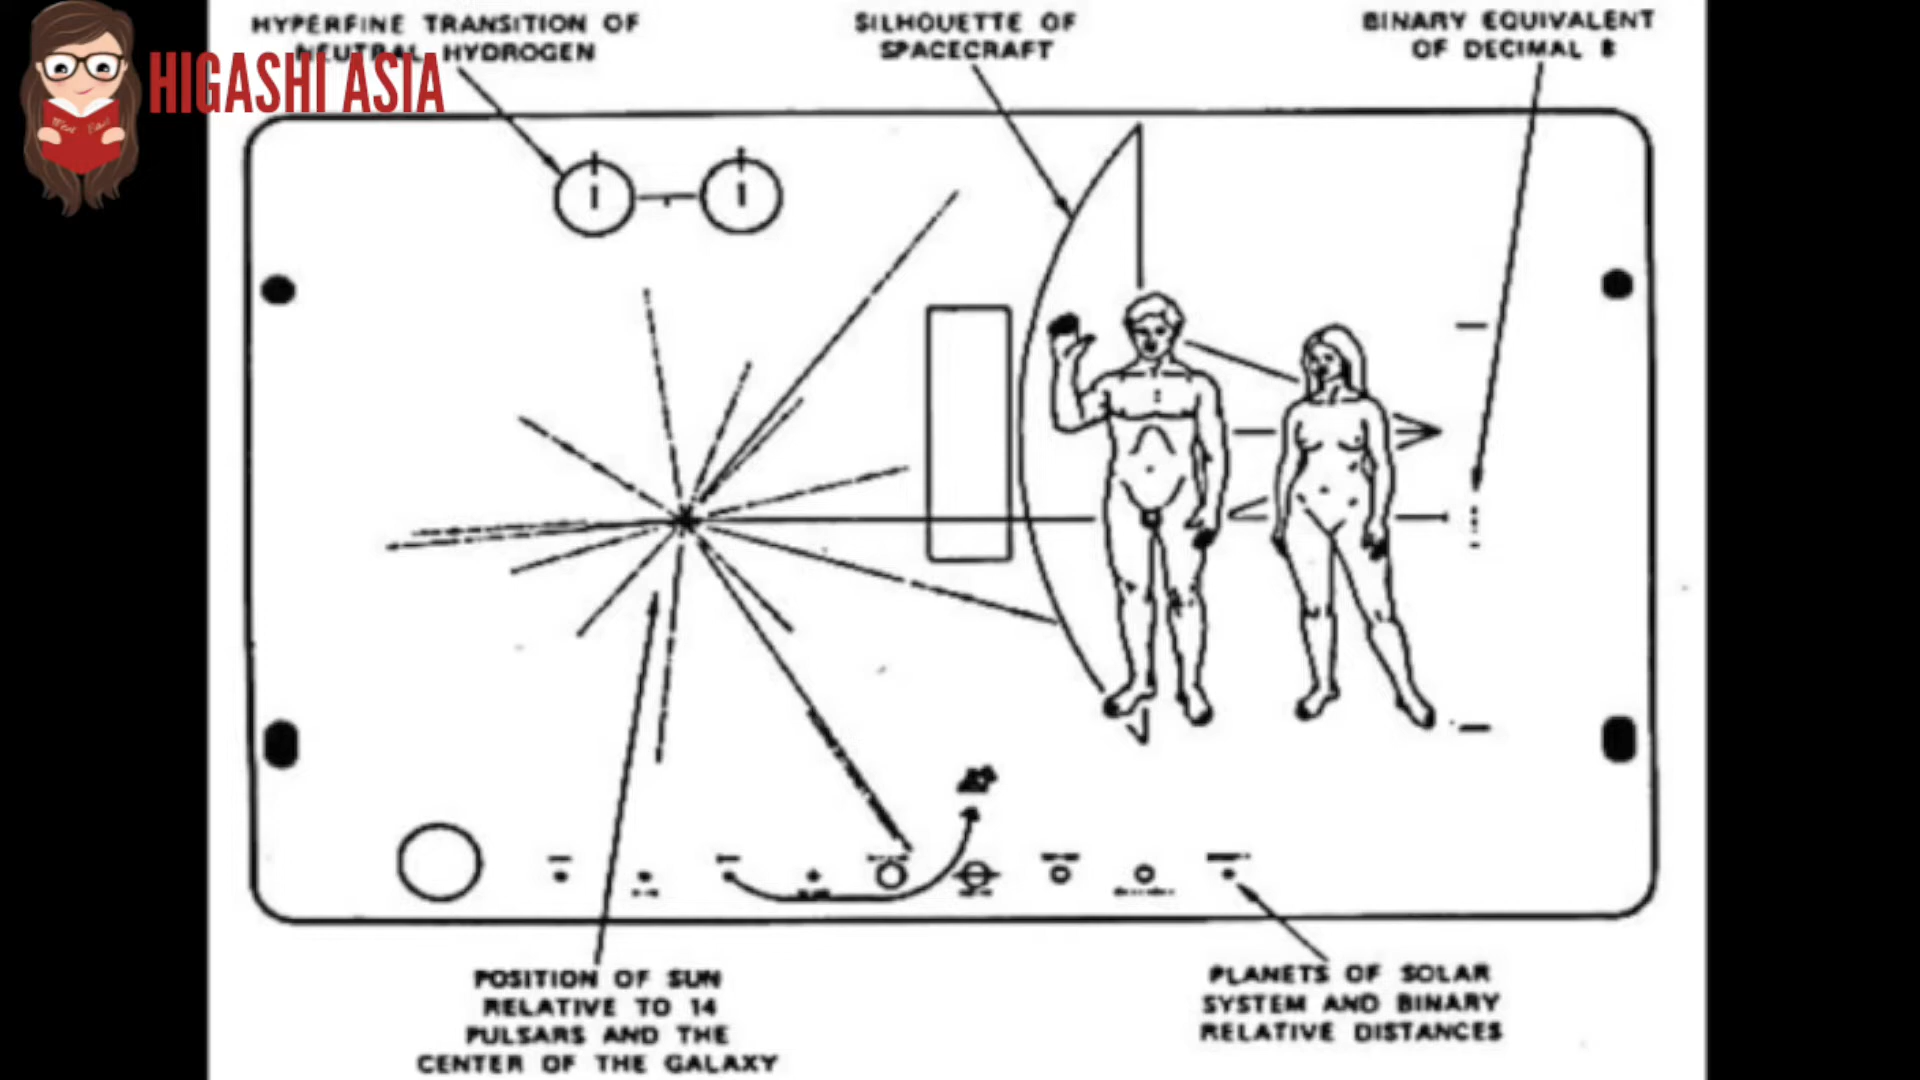 HYPERFINE TRANSITION OF
NEUTRAL HYDROGEN
SILHOUETTE OF
SPACECRAFT
BINARY EQUIVALENT
OF DECIMAL 8
HIGASHI ASIA
POSITION OF SUN
RELATIVE TO 14
PULSARS AND THE
CENTER OF THE GALAXY
PLANETS OF SOLAR
SYSTEM AND BINARY
RELATIVE DISTANCES